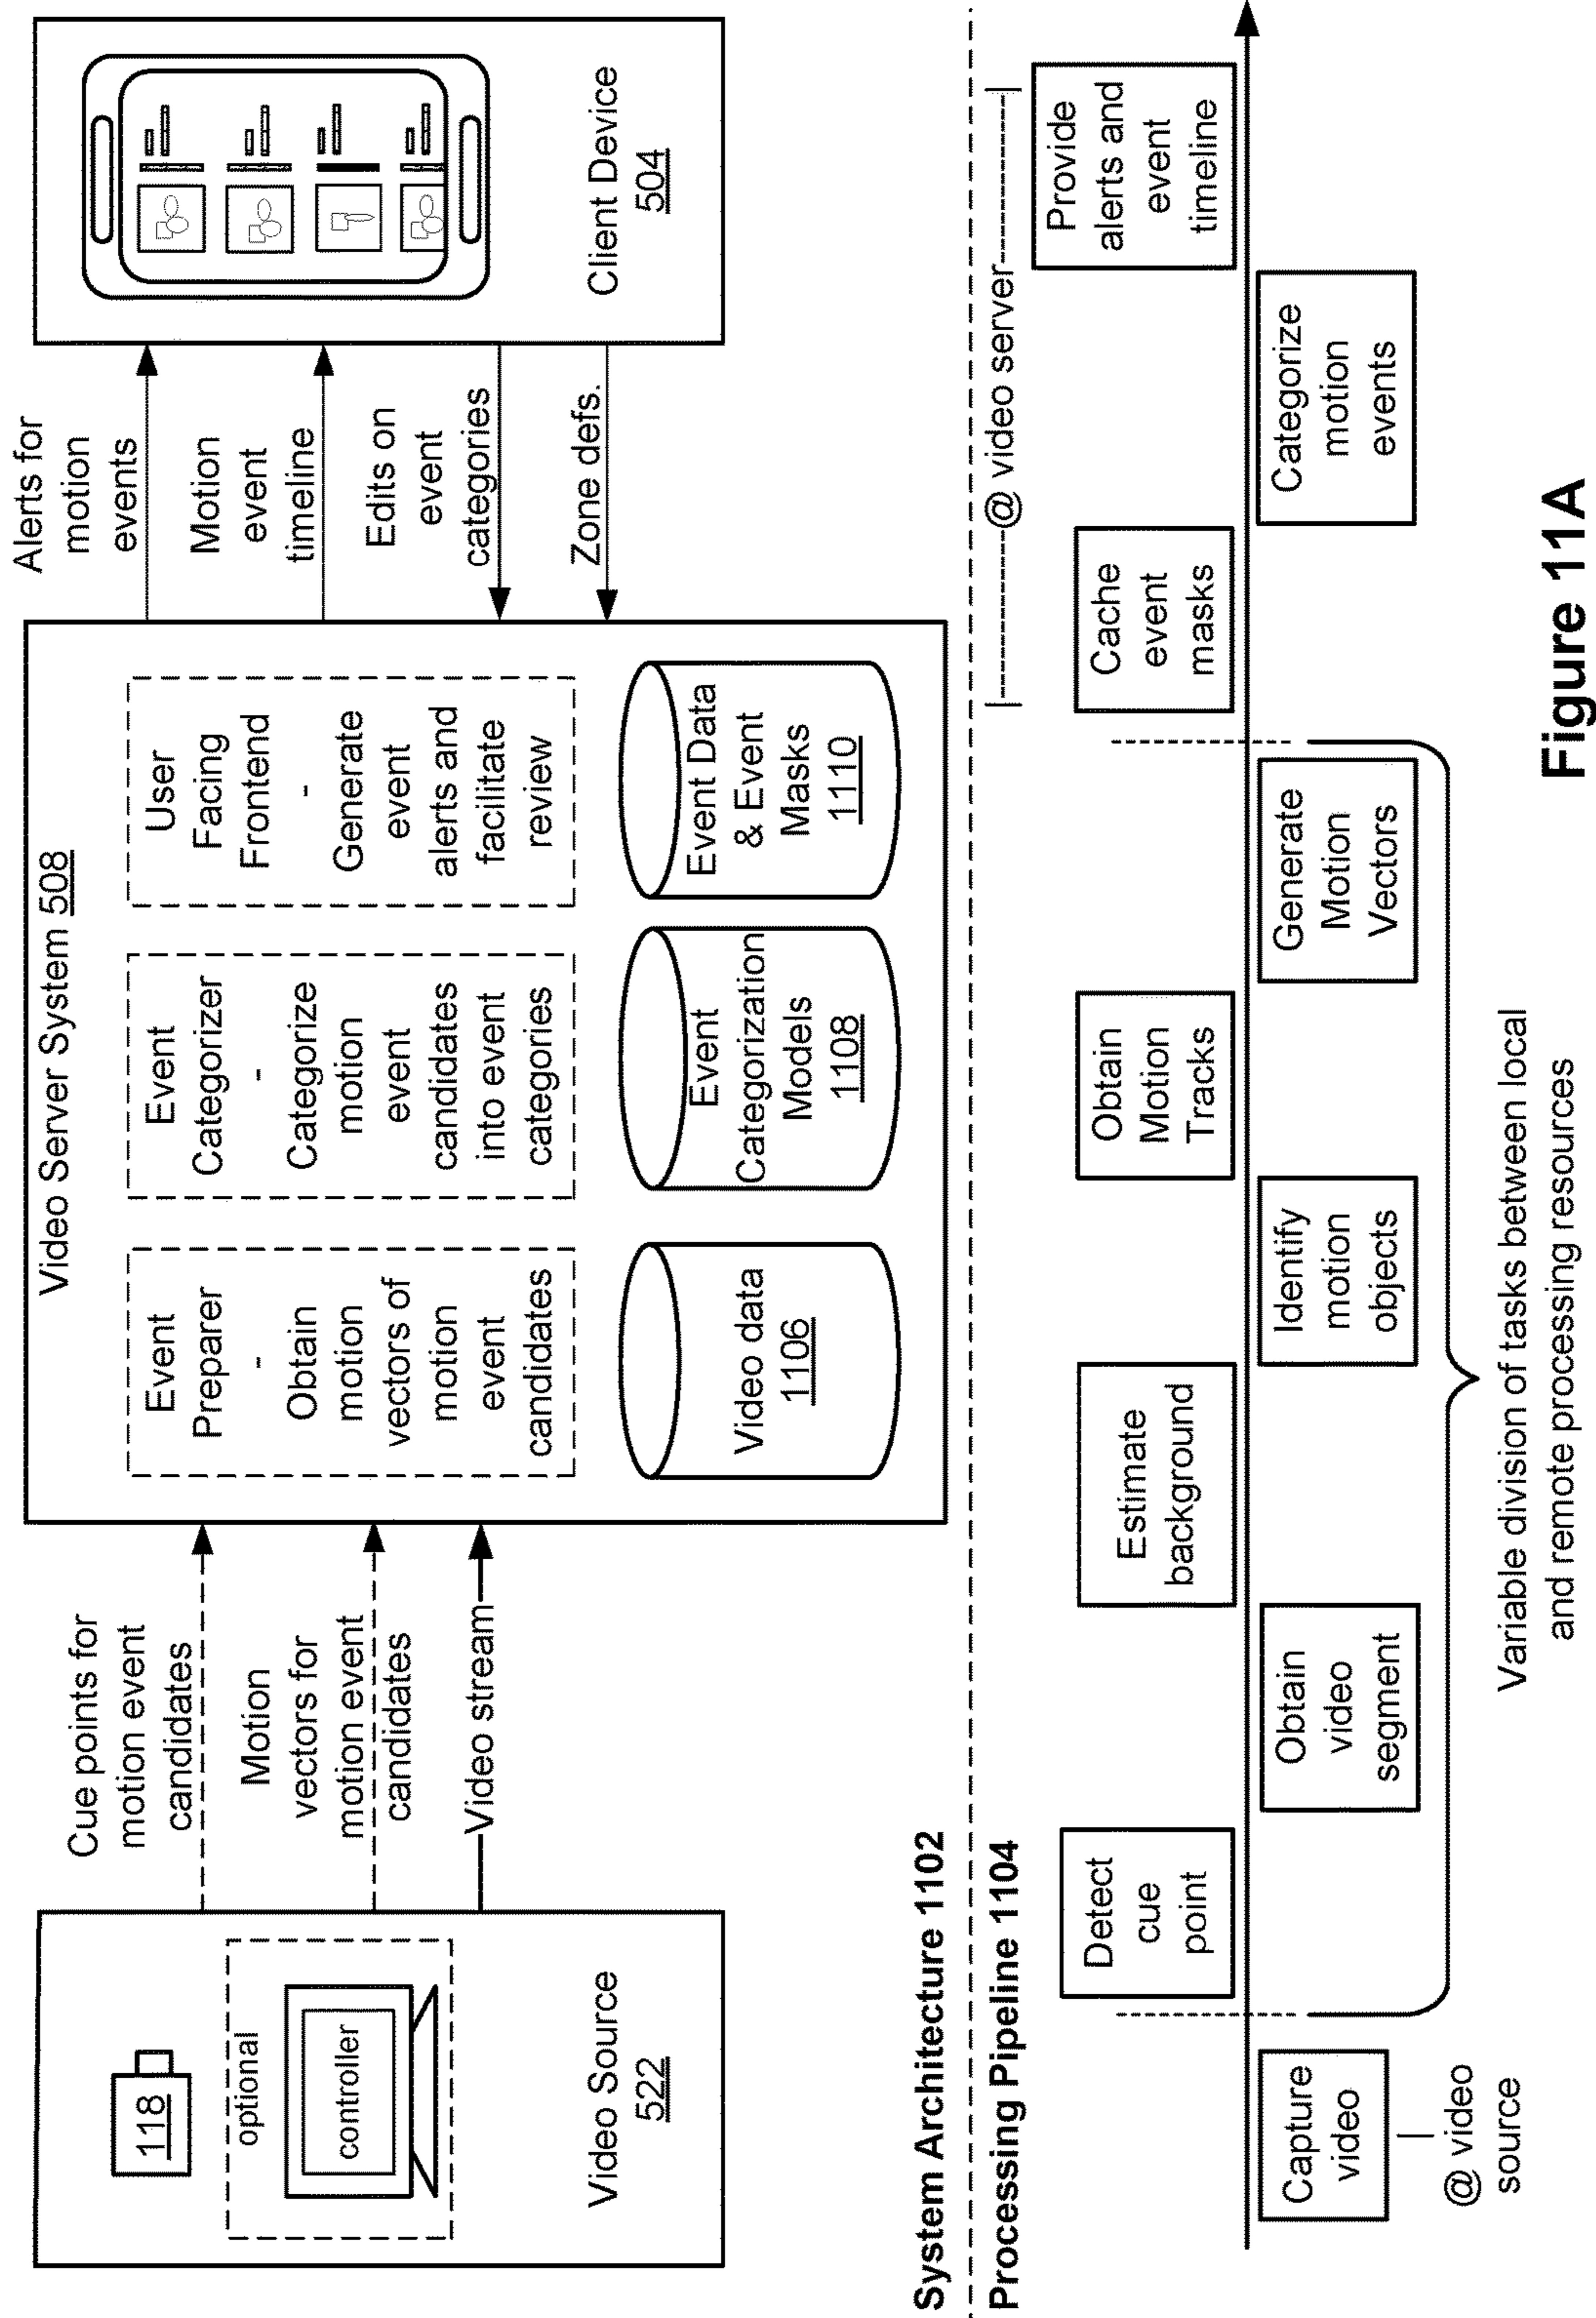 118
optional
controller
Video Source
522
Cue points for
motion event
candidates
Motion
vectors for
motion event
candidates
Video stream
Video Server System 508
Event
Preparer
-
Obtain
motion
vectors of
motion
event
candidates
Event
Categorizer
-
Categorize
motion
event
candidates
into event
categories
User
Facing
Frontend
-
Generate
event
alerts and
facilitate
review
Video data
1106
Event
Categorization
Models
1108
Event Data
& Event
Masks
1110
Alerts for
motion
events
Motion
event
timeline
Edits on
event
categories
Zone defs.
Client Device
504
System Architecture 1102
Processing Pipeline 1104
@ video server
Capture
video
@ video
source
Detect
cue
point
Obtain
video
segment
Estimate
background
Identify
motion
objects
Obtain
Motion
Tracks
Generate
Motion
Vectors
Cache
event
masks
Categorize
motion
events
Provide
alerts and
event
timeline
Variable division of tasks between local
and remote processing resources
Figure 11A